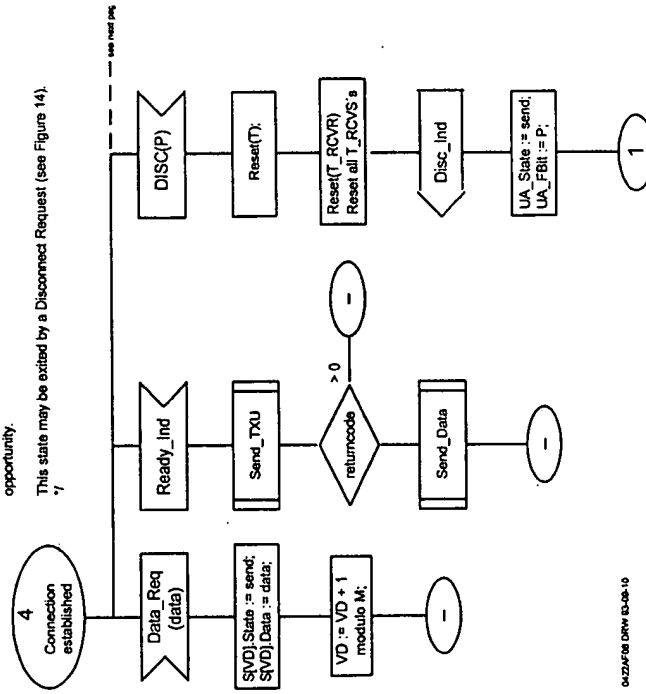 opportunity.
This state may be exited by a Disconnect Request (see Figure 14).
*/
4
Connection
established
see next pag
Data_Req
(data)
S[VD].State := send;
S[VD].Data := data;
VD := VD + 1
modulo M;
-
Ready_Ind
Send_TXU
returncode
> 0
-
Send_Data
-
DISC(P)
Reset(T);
Reset(T_RCVR)
Reset all T_RCVS's
Disc_Ind
UA_State := send;
UA_FBit := P;
1
0422AF08 DRW 93-09-10